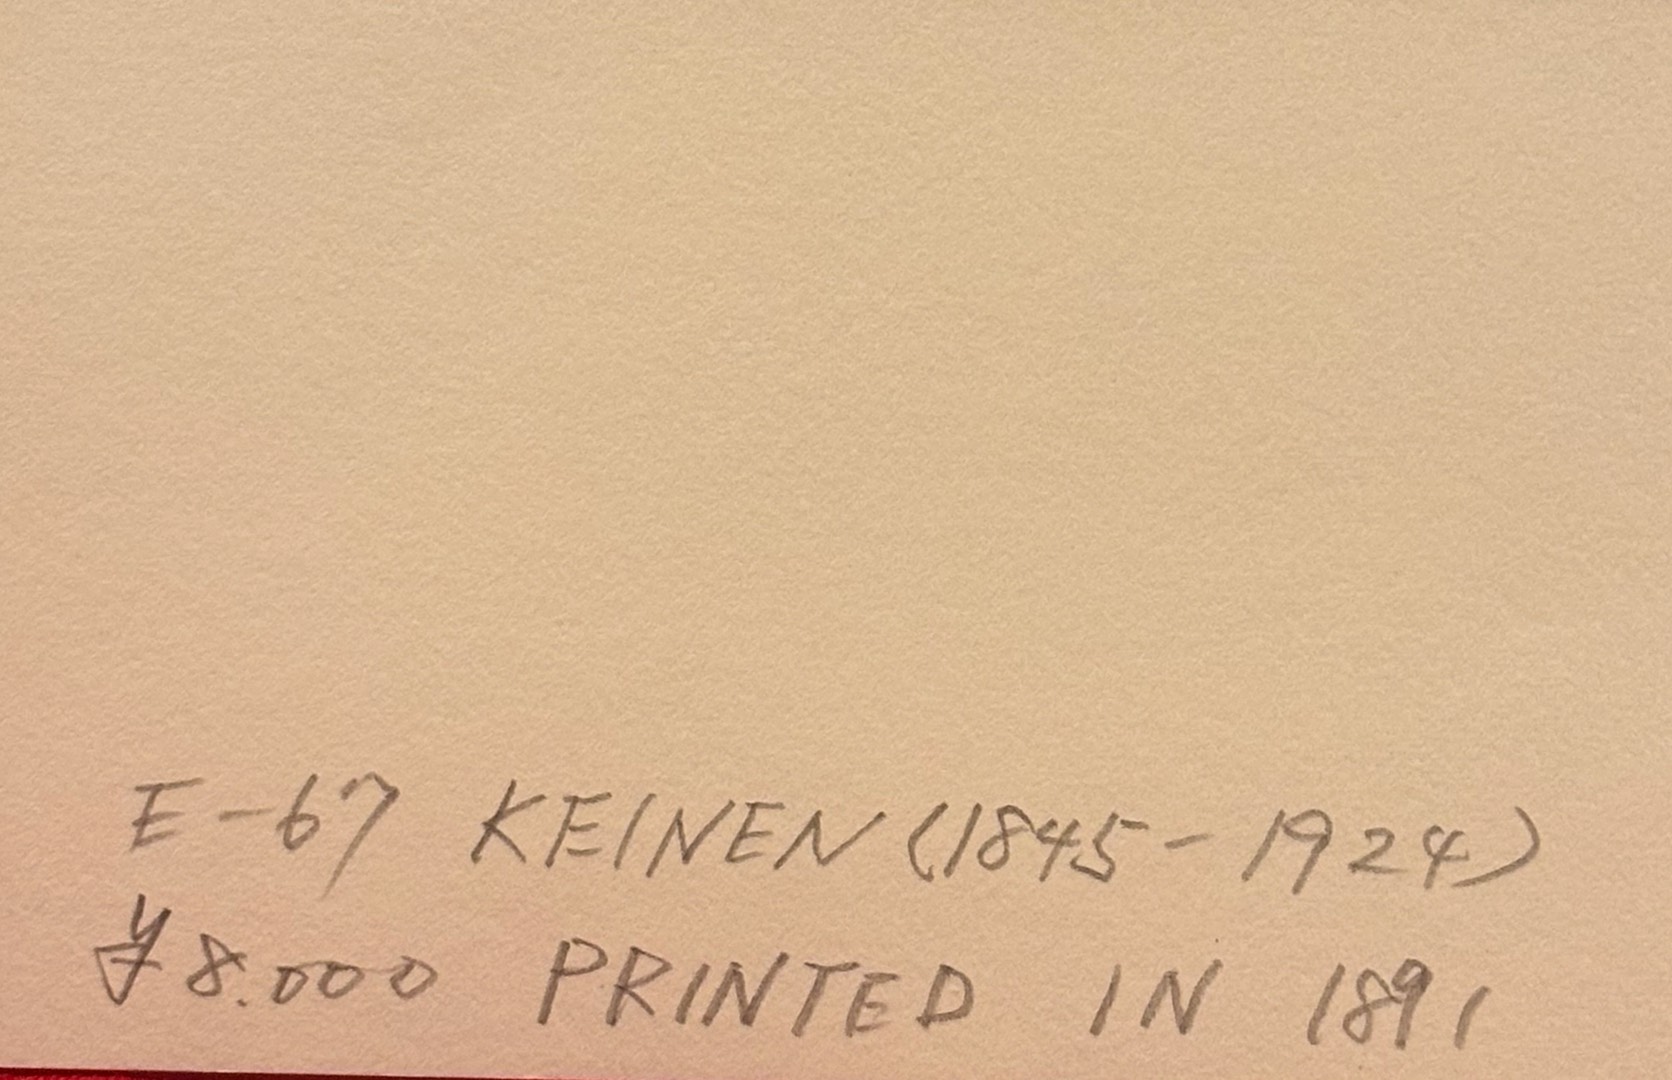 E-67 KEINEN (1845-1924)
¥8.000 PRINTED IN 1891